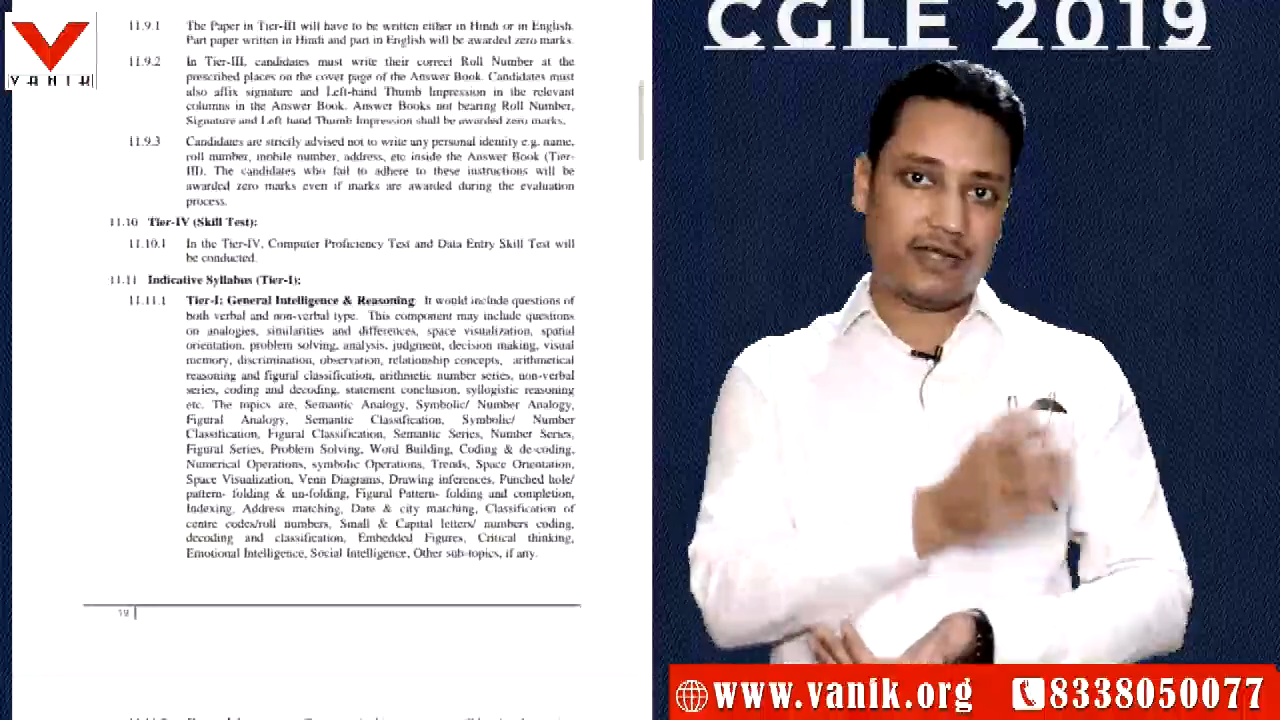 CGLE 2019
VANIK
11.9.1 The Paper in Tier-III will have to be written either in Hindi or in English.
Part paper written in Hindi and part in English will be awarded zero marks.
11.9.2 In Tier-III, candidates must write their correct Roll Number at the
prescribed places on the cover page of the Answer Book. Candidates must
also affix signature and Left-hand Thumb Impression in the relevant
columns in the Answer Book. Answer Books not bearing Roll Number,
Signature and Left hand Thumb Impression shall be awarded zero marks.
11.9.3 Candidates are strictly advised not to write any personal identity e.g. name,
roll number, mobile number, address, etc inside the Answer Book (Tier-
III). The candidates who fail to adhere to these instructions will be
awarded zero marks even if marks are awarded during the evaluation
process.
11.10 Tier-IV (Skill Test):
11.10.1 In the Tier-IV, Computer Proficiency Test and Data Entry Skill Test will
be conducted.
11.11 Indicative Syllabus (Tier-I):
11.11.1 Tier-I: General Intelligence & Reasoning: It would include questions of
both verbal and non-verbal type. This component may include questions
on analogies, similarities and differences, space visualization, spatial
orientation, problem solving, analysis, judgment, decision making, visual
memory, discrimination, observation, relationship concepts, arithmetical
reasoning and figural classification, arithmetic number series, non-verbal
series, coding and decoding, statement conclusion, syllogistic reasoning
etc. The topics are, Semantic Analogy, Symbolic/ Number Analogy,
Figural Analogy, Semantic Classification, Symbolic/ Number
Classification, Figural Classification, Semantic Series, Number Series,
Figural Series, Problem Solving, Word Building, Coding & de-coding,
Numerical Operations, symbolic Operations, Trends, Space Orientation,
Space Visualization, Venn Diagrams, Drawing inferences, Punched hole/
pattern- folding & un-folding, Figural Pattern- folding and completion,
Indexing, Address matching, Date & city matching, Classification of
centre codes/roll numbers, Small & Capital letters/ numbers coding,
decoding and classification, Embedded Figures, Critical thinking,
Emotional Intelligence, Social Intelligence, Other sub-topics, if any.
19 |
www.vanik.org 8338050077